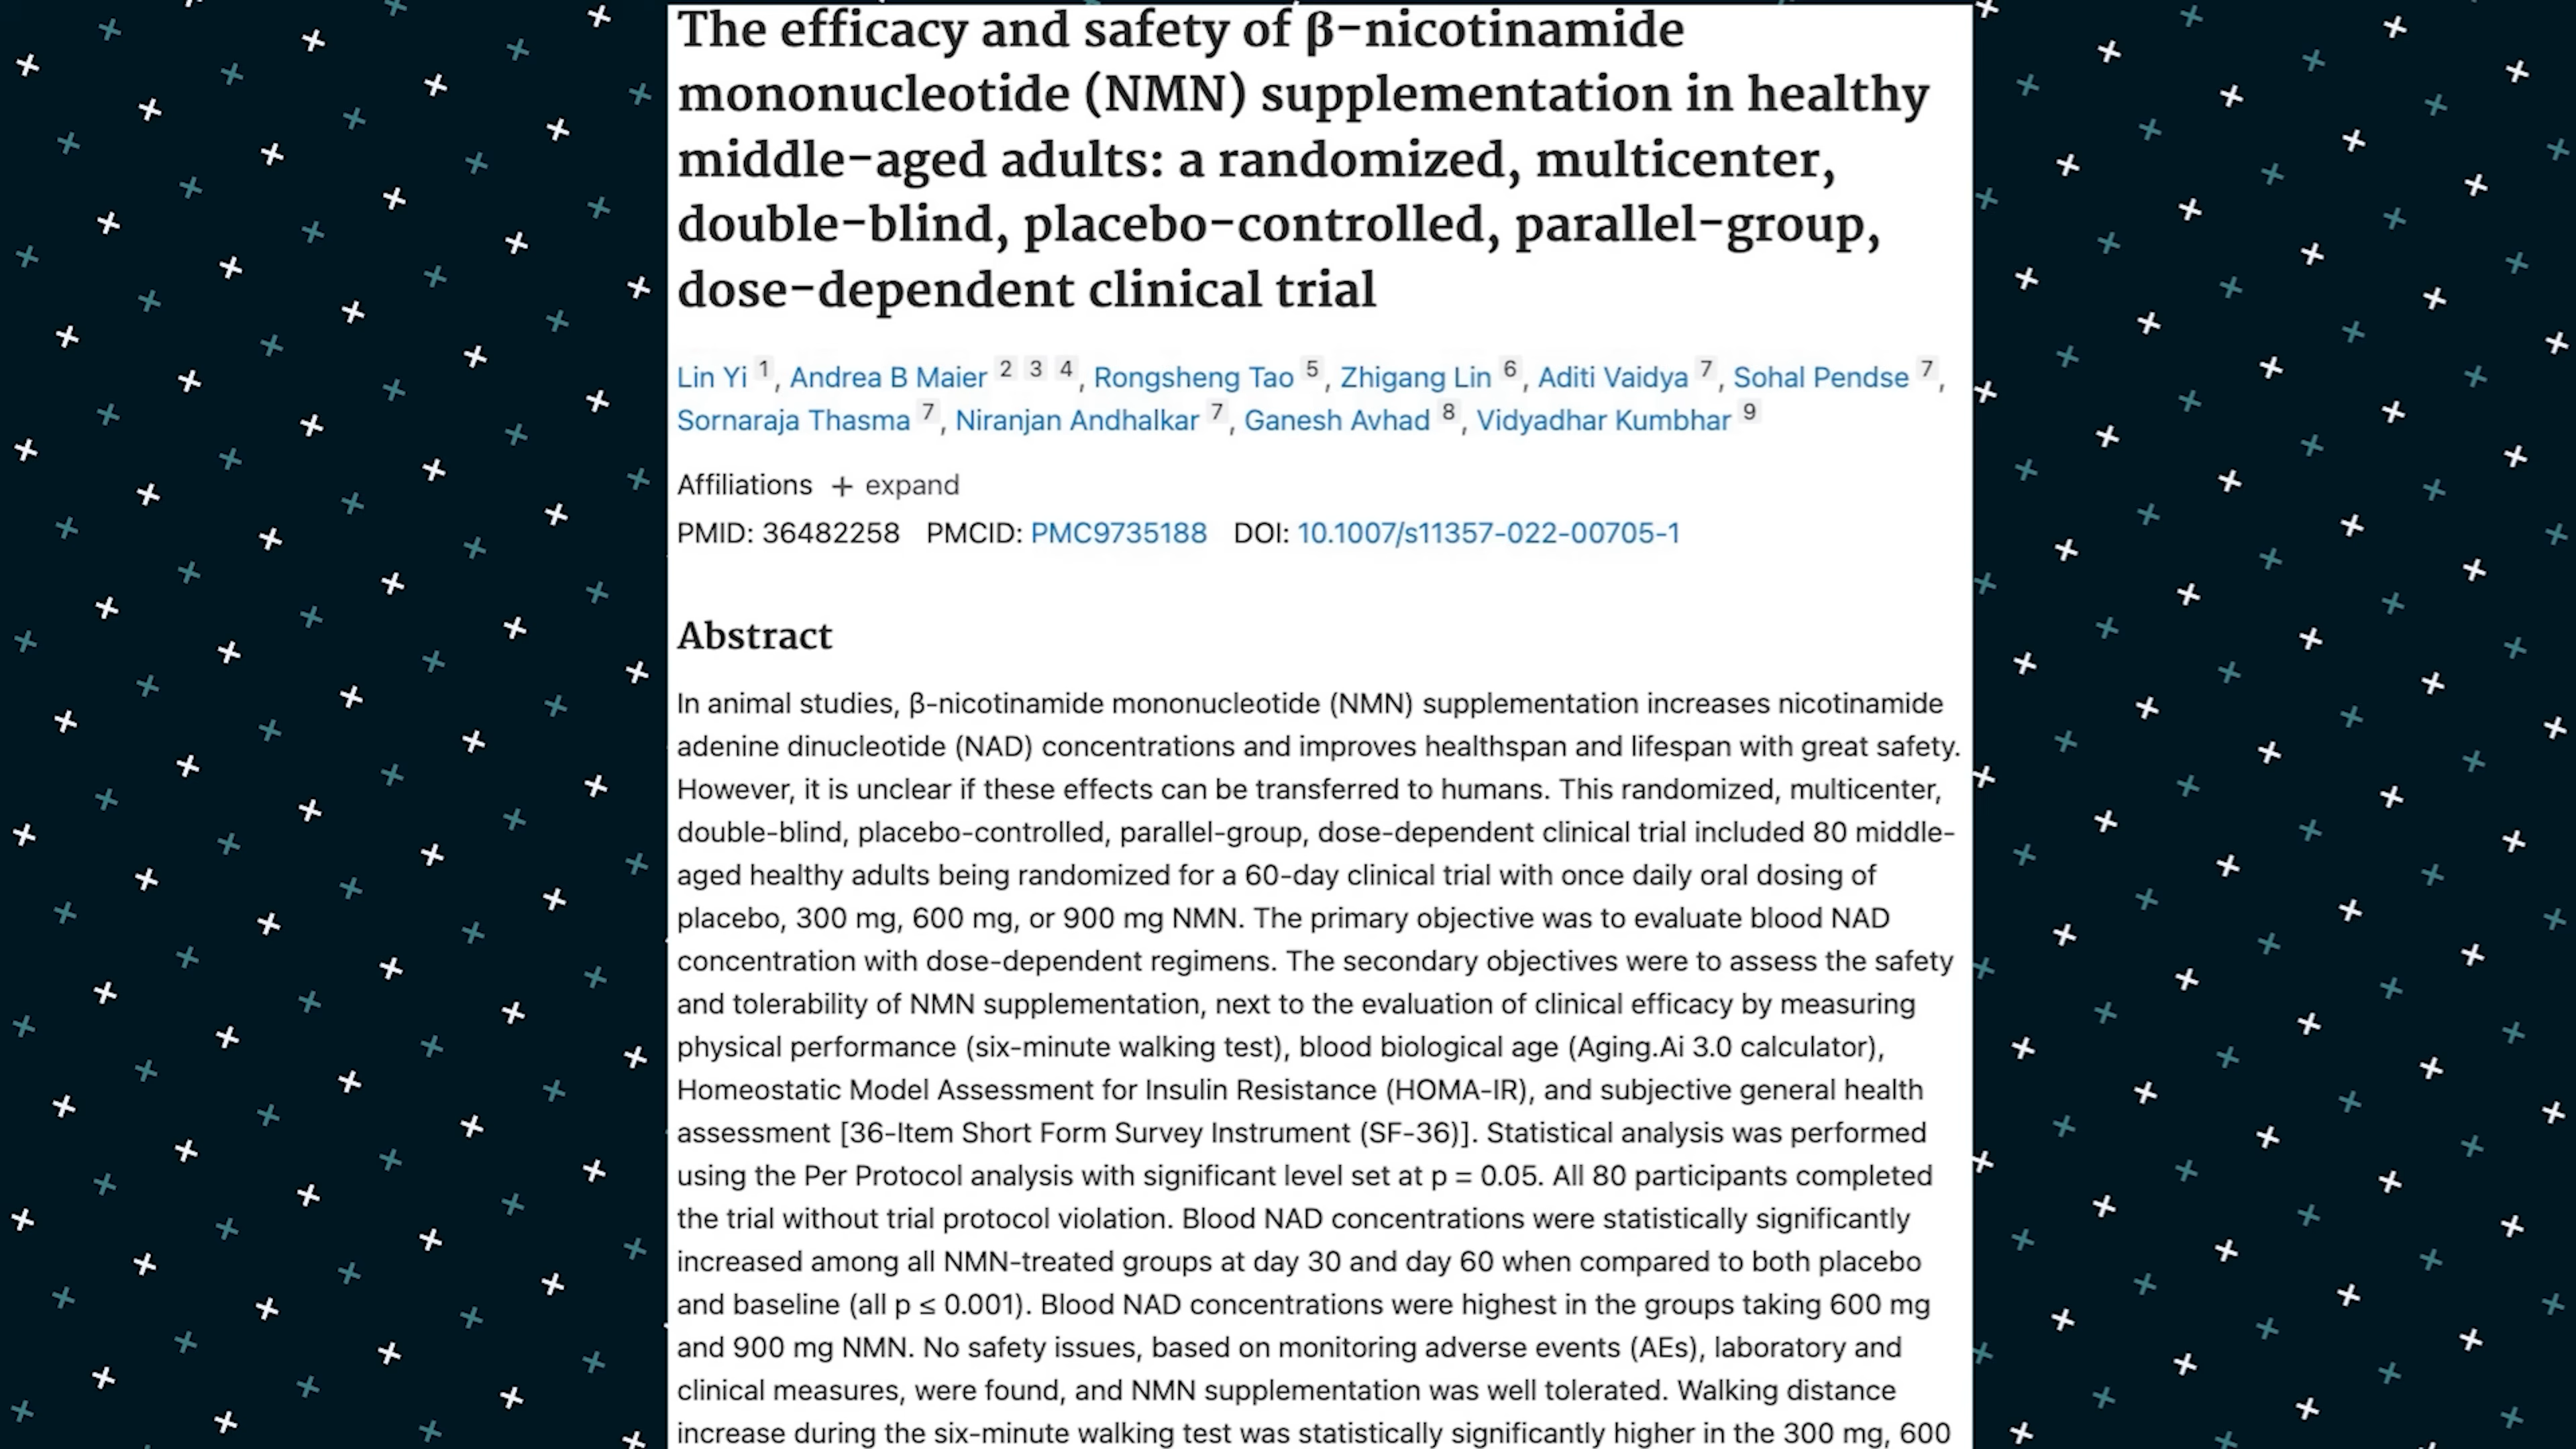 The efficacy and safety of β-nicotinamide
mononucleotide (NMN) supplementation in healthy
middle-aged adults: a randomized, multicenter,
double-blind, placebo-controlled, parallel-group,
dose-dependent clinical trial
Lin Yi 1, Andrea B Maier 2 3 4, Rongsheng Tao 5, Zhigang Lin 6, Aditi Vaidya 7, Sohal Pendse 7,
Sornaraja Thasma 7, Niranjan Andhalkar 7, Ganesh Avhad 8, Vidyadhar Kumbhar 9
Affiliations + expand
PMID: 36482258 PMCID: PMC9735188 DOI: 10.1007/s11357-022-00705-1
Abstract
In animal studies, β-nicotinamide mononucleotide (NMN) supplementation increases nicotinamide
adenine dinucleotide (NAD) concentrations and improves healthspan and lifespan with great safety.
However, it is unclear if these effects can be transferred to humans. This randomized, multicenter,
double-blind, placebo-controlled, parallel-group, dose-dependent clinical trial included 80 middle-
aged healthy adults being randomized for a 60-day clinical trial with once daily oral dosing of
placebo, 300 mg, 600 mg, or 900 mg NMN. The primary objective was to evaluate blood NAD
concentration with dose-dependent regimens. The secondary objectives were to assess the safety
and tolerability of NMN supplementation, next to the evaluation of clinical efficacy by measuring
physical performance (six-minute walking test), blood biological age (Aging.Ai 3.0 calculator),
Homeostatic Model Assessment for Insulin Resistance (HOMA-IR), and subjective general health
assessment [36-Item Short Form Survey Instrument (SF-36)]. Statistical analysis was performed
using the Per Protocol analysis with significant level set at p = 0.05. All 80 participants completed
the trial without trial protocol violation. Blood NAD concentrations were statistically significantly
increased among all NMN-treated groups at day 30 and day 60 when compared to both placebo
and baseline (all p ≤ 0.001). Blood NAD concentrations were highest in the groups taking 600 mg
and 900 mg NMN. No safety issues, based on monitoring adverse events (AEs), laboratory and
clinical measures, were found, and NMN supplementation was well tolerated. Walking distance
increase during the six-minute walking test was statistically significantly higher in the 300 mg, 600